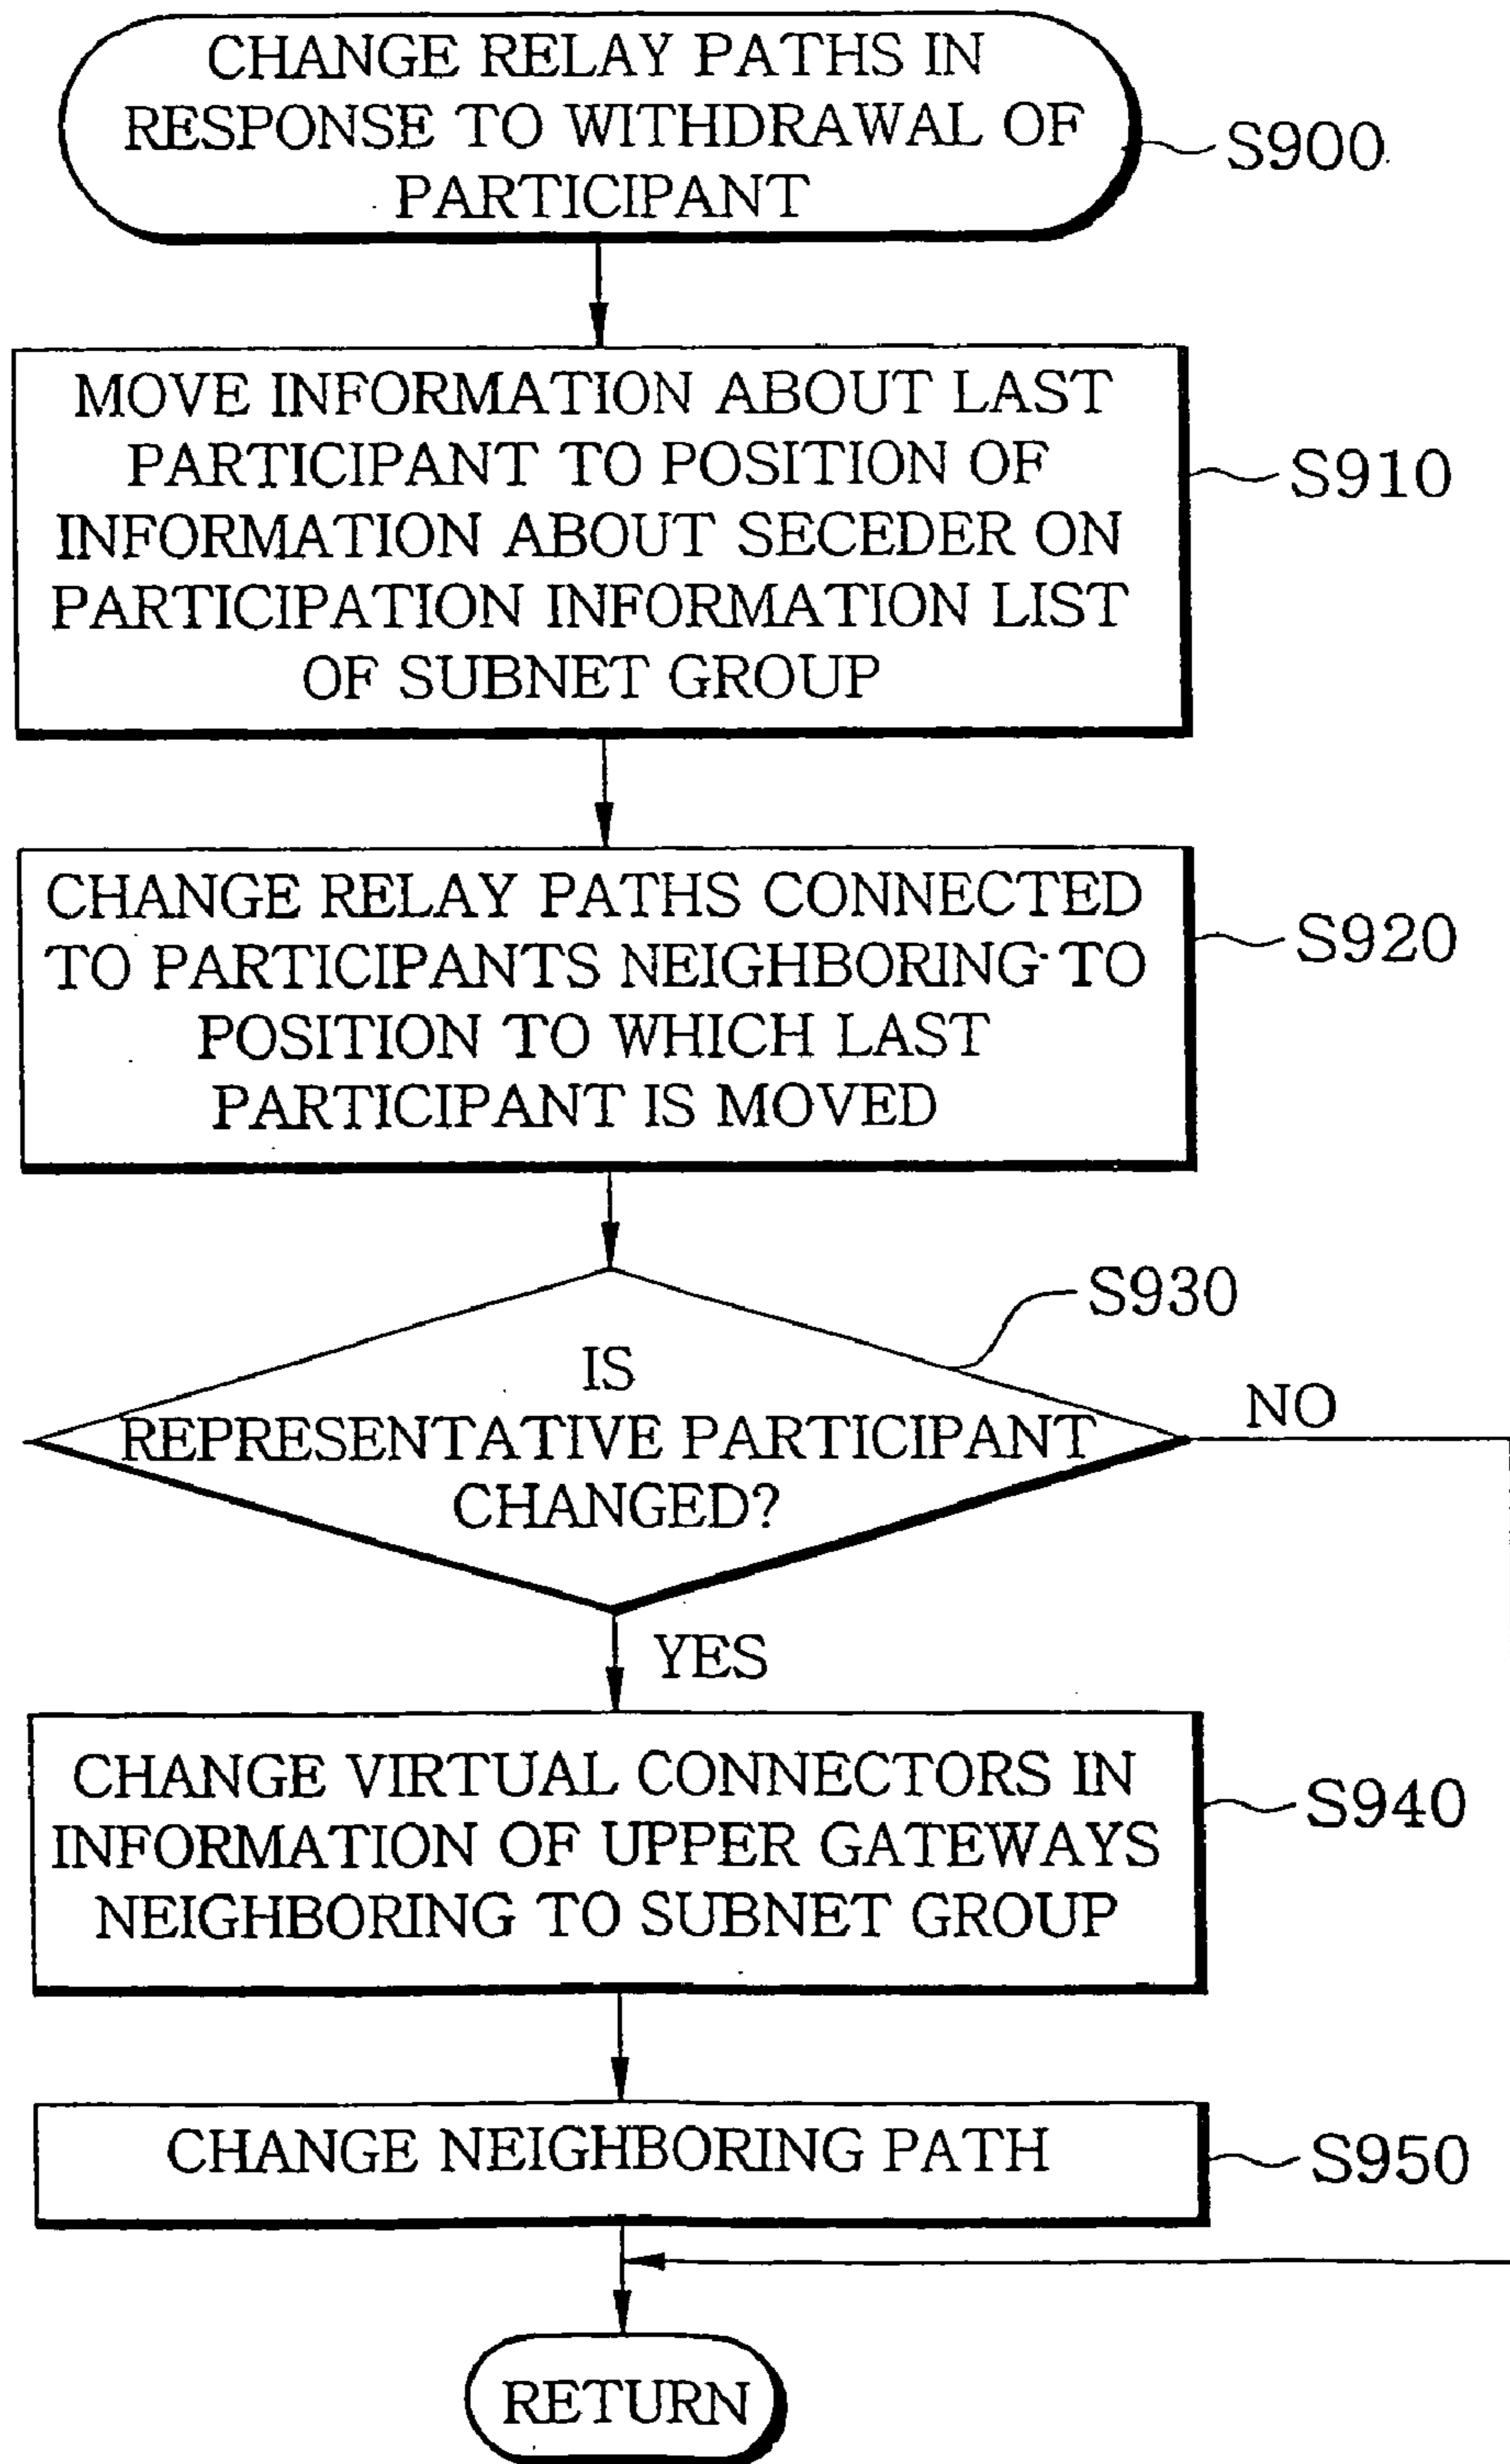 CHANGE RELAY PATHS IN
RESPONSE TO WITHDRAWAL OF
PARTICIPANT
S900
MOVE INFORMATION ABOUT LAST
PARTICIPANT TO POSITION OF
INFORMATION ABOUT SECEDER ON
PARTICIPATION INFORMATION LIST
OF SUBNET GROUP
S910
CHANGE RELAY PATHS CONNECTED
TO PARTICIPANTS NEIGHBORING TO
POSITION TO WHICH LAST
PARTICIPANT IS MOVED
S920
S930
IS
REPRESENTATIVE PARTICIPANT
CHANGED?
NO
YES
CHANGE VIRTUAL CONNECTORS IN
INFORMATION OF UPPER GATEWAYS
NEIGHBORING TO SUBNET GROUP
S940
CHANGE NEIGHBORING PATH
S950
RETURN